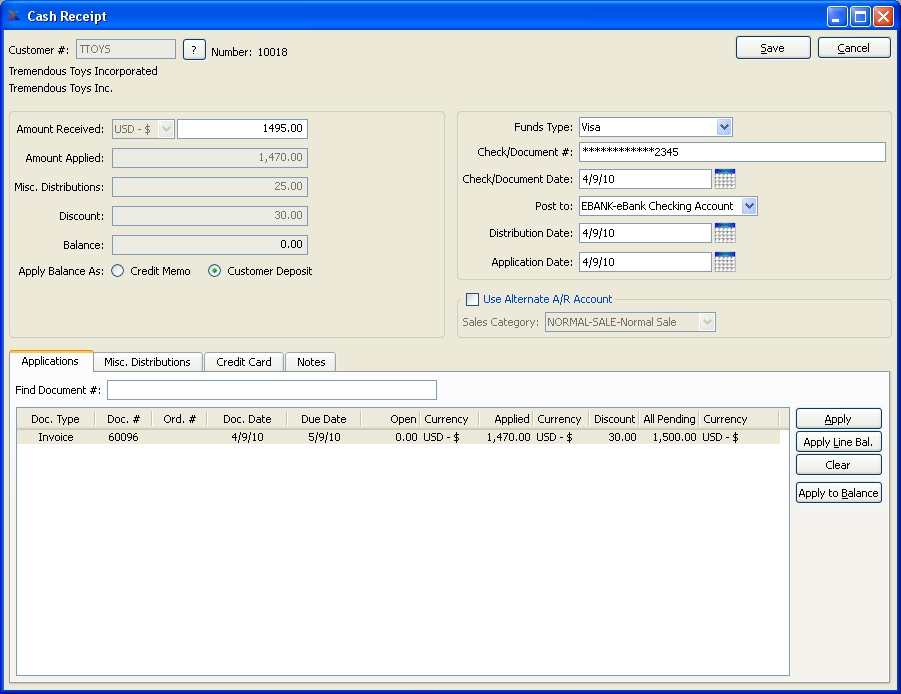 Cash Receipt
Customer #: TTOYS ? Number: 10018 Save Cancel
Tremendous Toys Incorporated
Tremendous Toys Inc.
Amount Received: USD - $ 1495.00
Amount Applied: 1,470.00
Misc. Distributions: 25.00
Discount: 30.00
Balance: 0.00
Apply Balance As: Credit Memo Customer Deposit
Funds Type: Visa
Check/Document #: ************2345
Check/Document Date: 4/9/10
Post to: EBANK-eBank Checking Account
Distribution Date: 4/9/10
Application Date: 4/9/10
Use Alternate A/R Account
Sales Category: NORMAL-SALE-Normal Sale
Applications Misc. Distributions Credit Card Notes
Find Document #:
Doc. Type Doc. # Ord. # Doc. Date Due Date Open Currency Applied Currency Discount All Pending Currency
Invoice 60096 4/9/10 5/9/10 0.00 USD - $ 1,470.00 USD - $ 30.00 1,500.00 USD - $
Apply
Apply Line Bal.
Clear
Apply to Balance